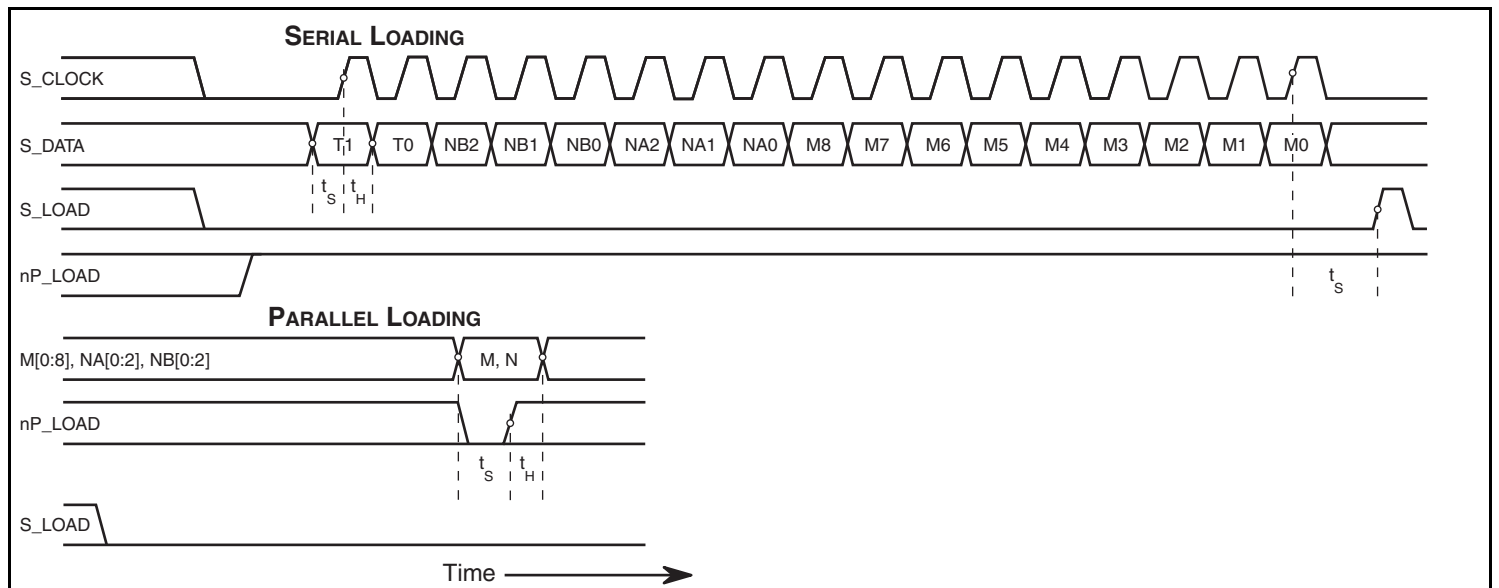 SERIAL LOADING
S_CLOCK
S_DATA
T1 T0 NB2 NB1 NB0 NA2 NA1 NA0 M8 M7 M6 M5 M4 M3 M2 M1 M0
tS tH
S_LOAD
nP_LOAD
tS
PARALLEL LOADING
M[0:8], NA[0:2], NB[0:2]
M, N
nP_LOAD
tS tH
S_LOAD
Time